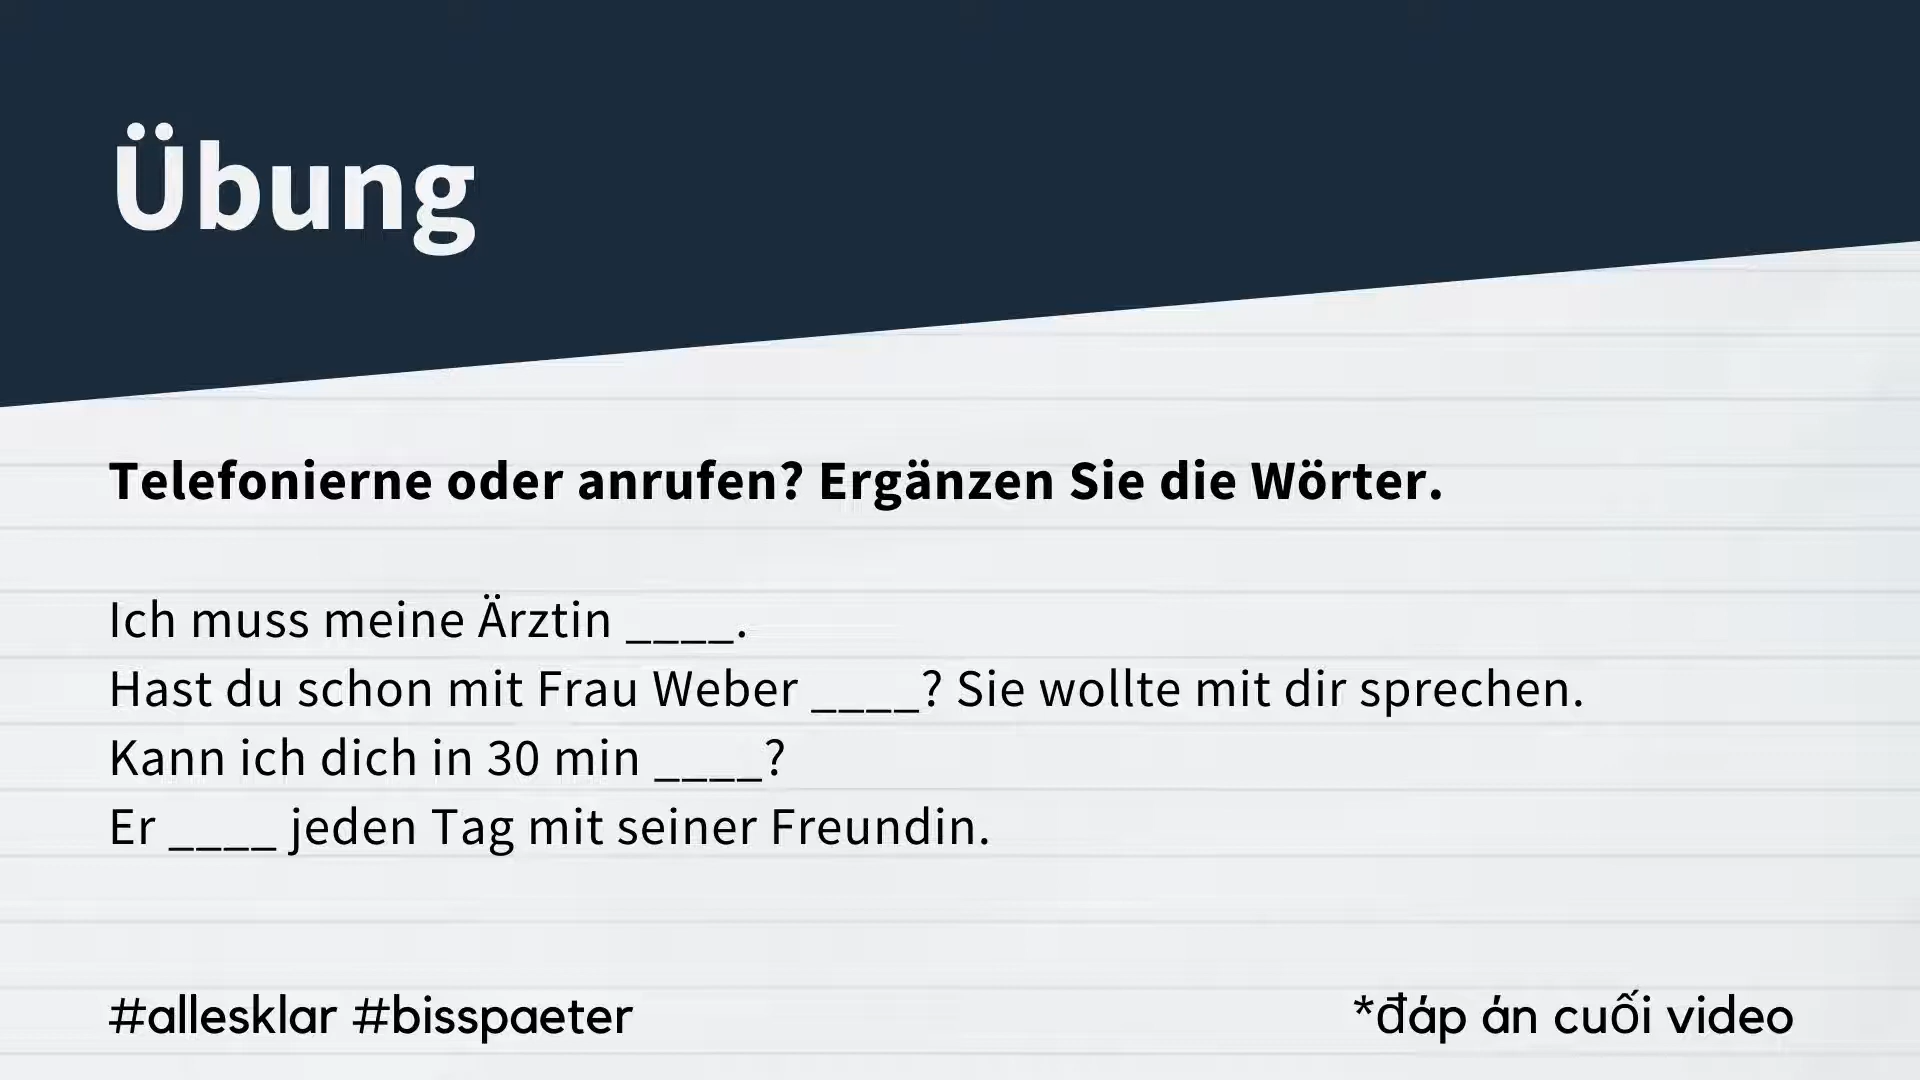 Übung
Telefonierne oder anrufen? Ergänzen Sie die Wörter.
Ich muss meine Ärztin ____.
Hast du schon mit Frau Weber ____? Sie wollte mit dir sprechen.
Kann ich dich in 30 min ____?
Er ____ jeden Tag mit seiner Freundin.
#allesklar #bisspaeter
*đáp án cuối video